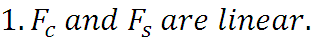 1. F_c and F_s are linear.